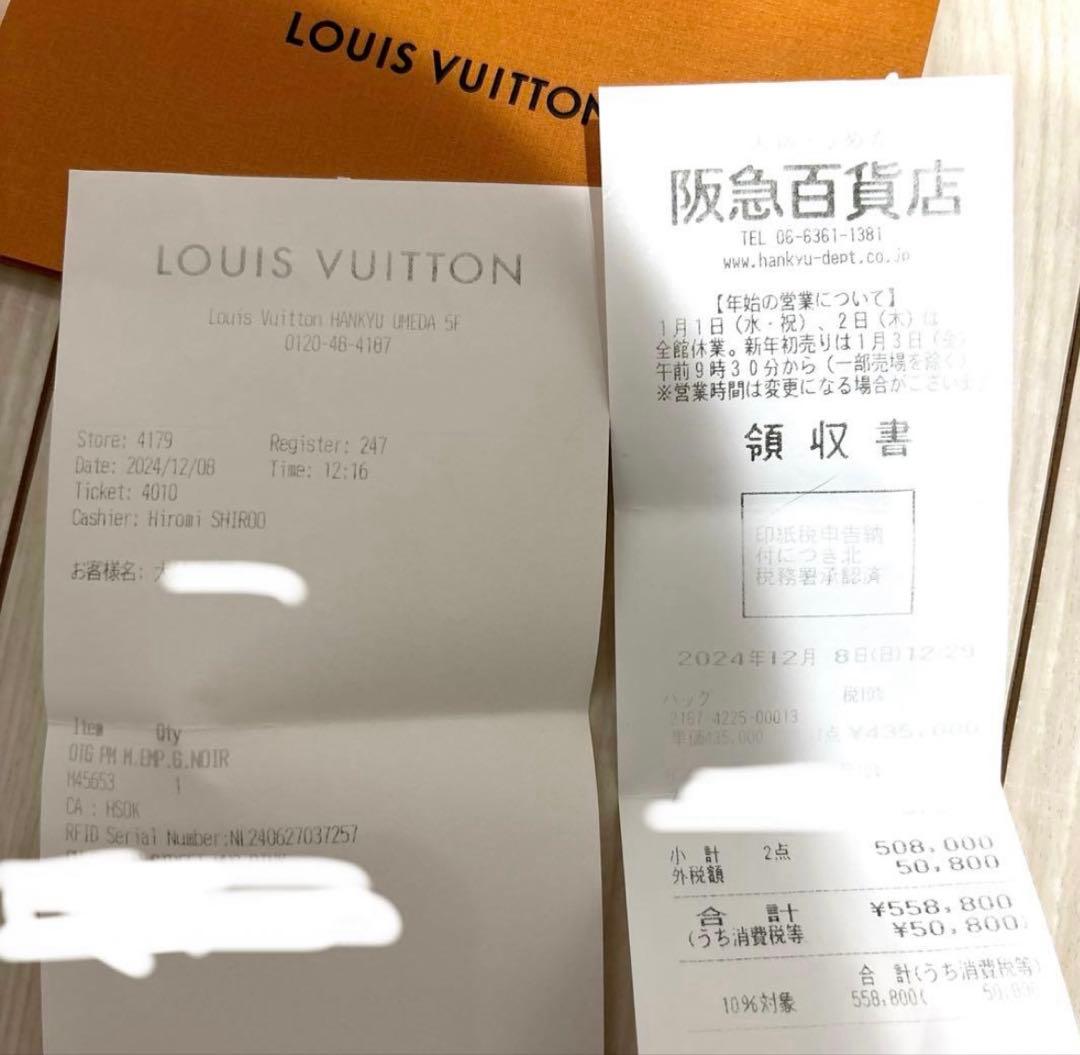 LOUIS VUITTON
LOUIS VUITTON
Louis Vuitton HANKYU UMEDA 5F
0120-48-4187
Store: 4179 Register: 247
Date: 2024/12/08 Time: 12:16
Ticket: 4010
Cashier: Hiromi SHIROO
お客様名: 大
Item Qty
OTG PM M.EMP.G.NOIR
M45653 1
CA : HSOK
RFID Serial Number:NL240627037257
阪急百貨店
TEL 06-6361-1381
www.hankyu-dept.co.jp
【年始の営業について】
1月1日(水・祝)、2日(木)は
全館休業。新年初売りは1月3日(金)
午前9時30分から(一部売場を除く)
※営業時間は変更になる場合がございます
領収書
印紙税申告納
付につき北
税務署承認済
2024年12月 8日(日)12:29
バッグ 税10%
2167-4225-00013
単価435,000 点 ¥435,000
小 計 2点 508,000
外税額 50,800
合 計 ¥558,800
(うち消費税等 ¥50,800)
合 計(うち消費税等)
10%対象 558,800(